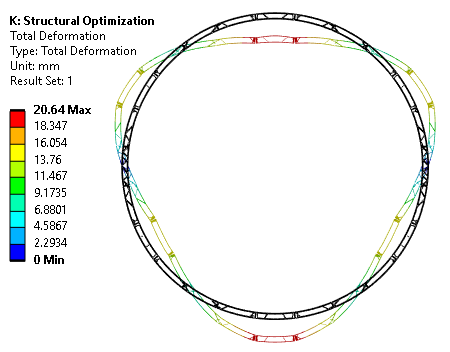 K: Structural Optimization
Total Deformation
Type: Total Deformation
Unit: mm
Result Set: 1
20.64 Max
18.347
16.054
13.76
11.467
9.1735
6.8801
4.5867
2.2934
0 Min